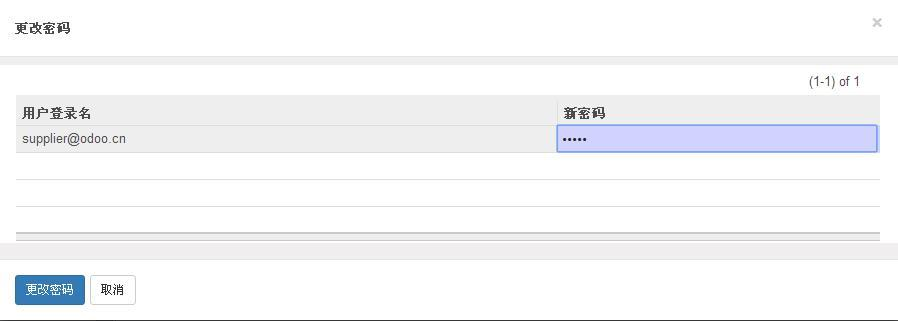 更改密码
×
(1-1) of 1
用户登录名 新密码
supplier@odoo.cn •••••
更改密码 取消